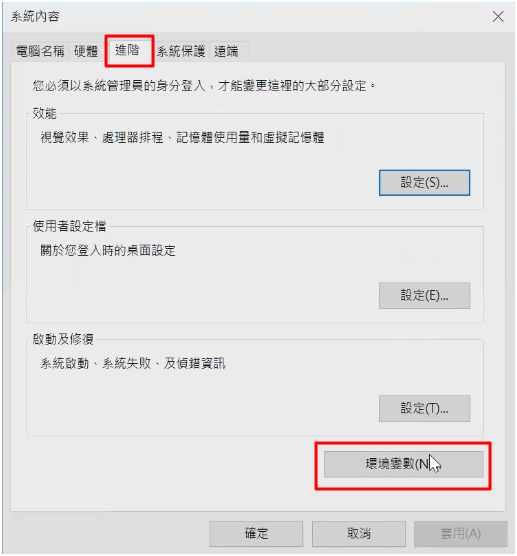 系統內容
電腦名稱 硬體 進階 系統保護 遠端
您必須以系統管理員的身分登入，才能變更這裡的大部分設定。
效能
視覺效果、處理器排程、記憶體使用量和虛擬記憶體
設定(S)...
使用者設定檔
關於您登入時的桌面設定
設定(E)...
啟動及修復
系統啟動、系統失敗、及偵錯資訊
設定(T)...
環境變數(N
確定 取消 套用(A)